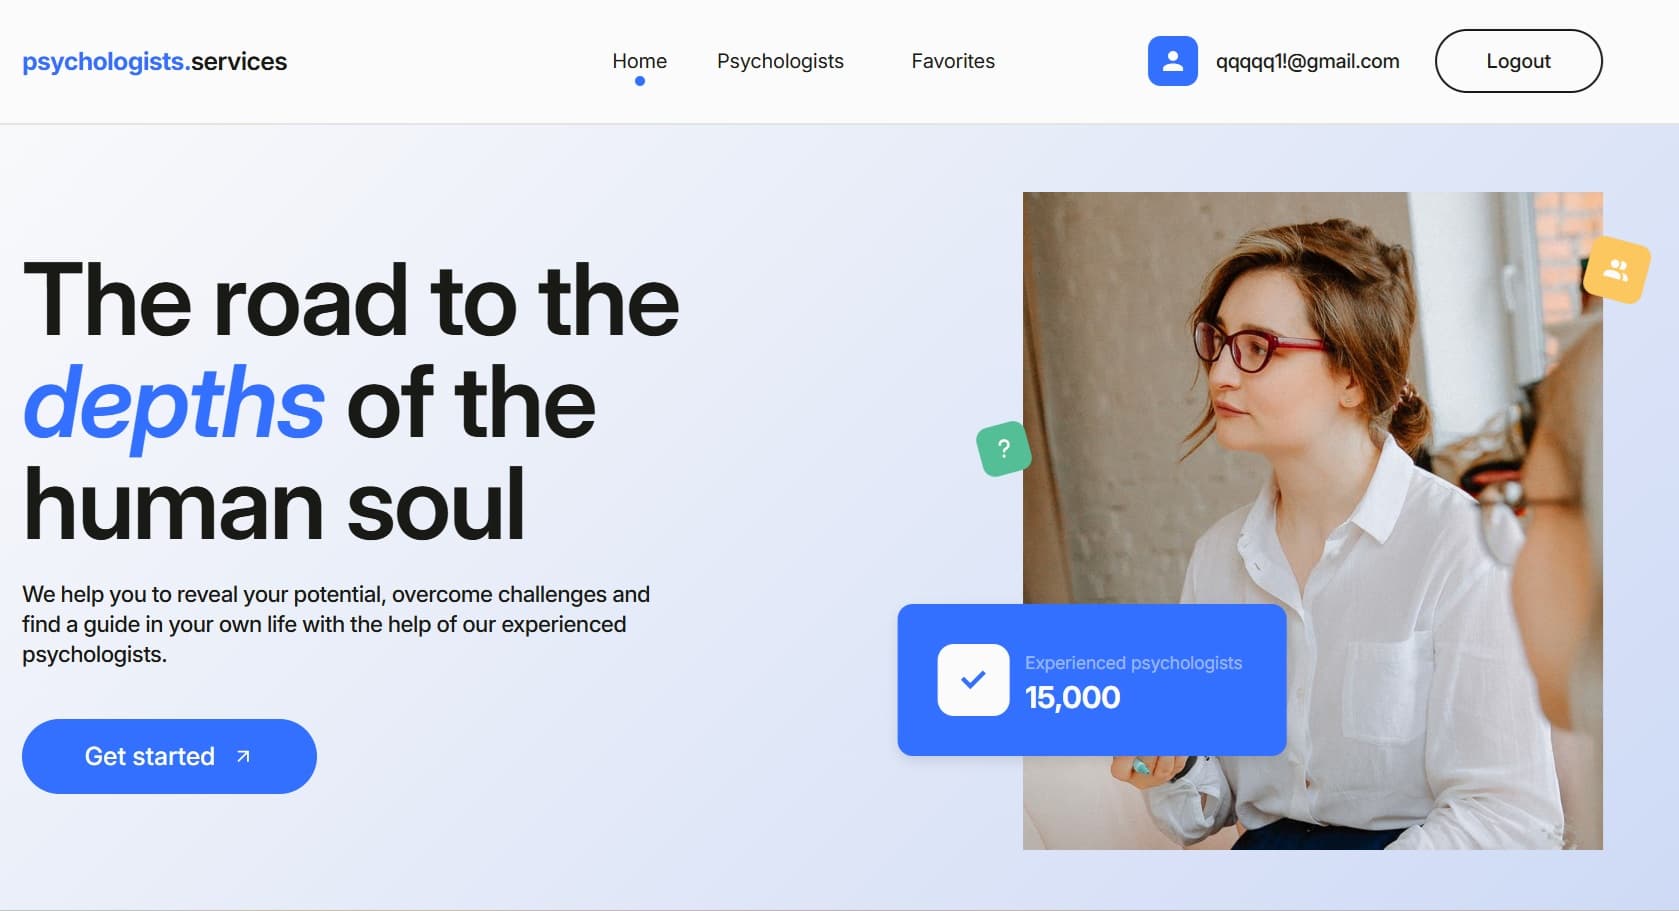 psychologists.services
Home
Psychologists
Favorites
qqqqq1!@gmail.com
Logout
The road to the
depths of the
human soul
We help you to reveal your potential, overcome challenges and
find a guide in your own life with the help of our experienced
psychologists.
Get started
?
Experienced psychologists
15,000